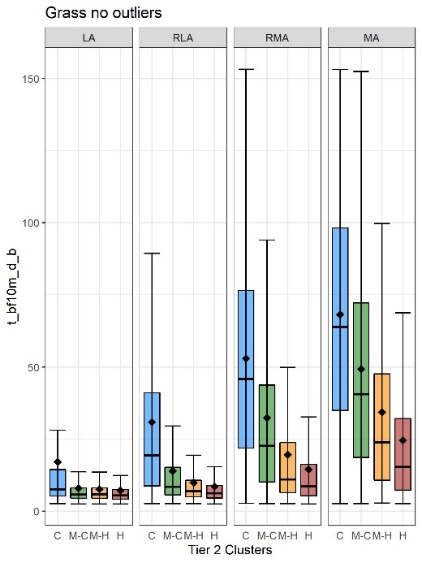 Grass no outliers
LA RLA RMA MA
150
100
50
0
t_bf10m_d_b
C M-C M-H H C M-C M-H H C M-C M-H H C M-C M-H H
Tier 2 Clusters